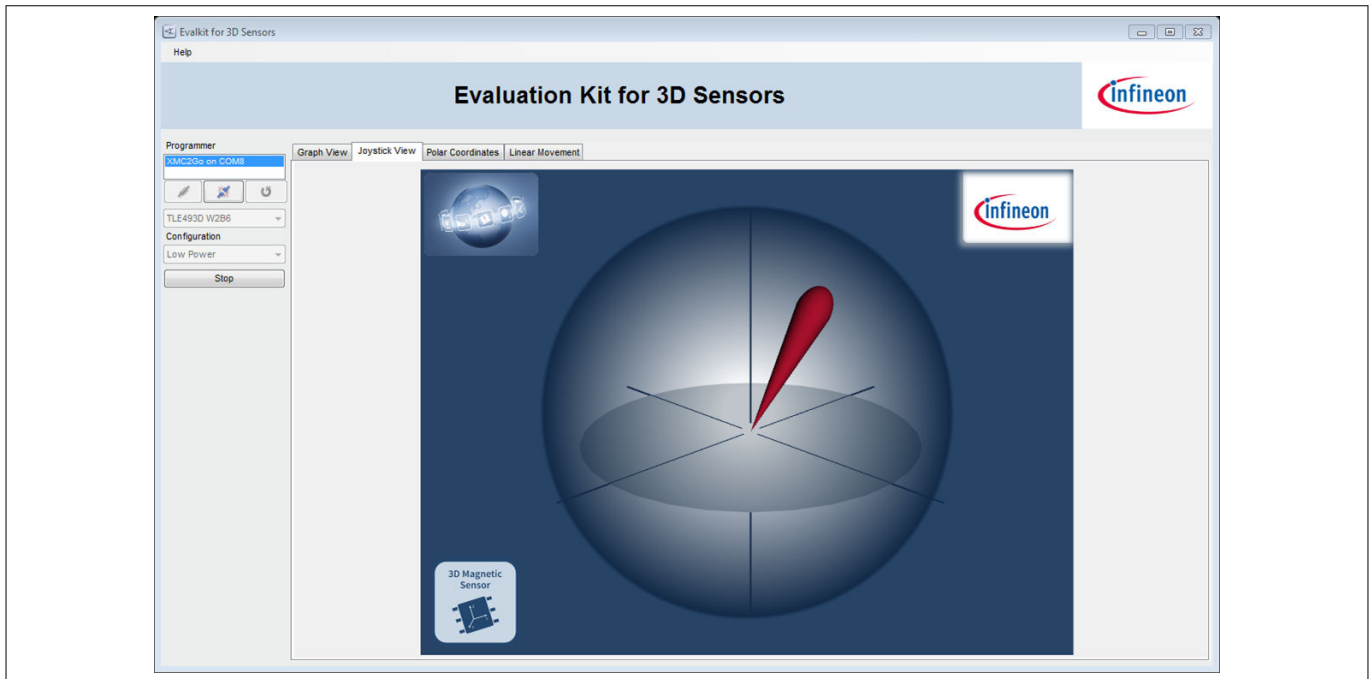 Evalkit for 3D Sensors
Help
Evaluation Kit for 3D Sensors
infineon
Programmer
XMC2Go on COM8
TLE493D W2B6
Configuration
Low Power
Stop
Graph View Joystick View Polar Coordinates Linear Movement
infineon
3D Magnetic
Sensor